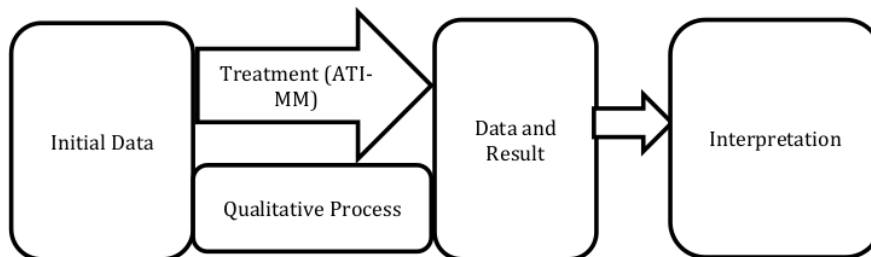 Initial Data
Treatment (ATI-
MM)
Qualitative Process
Data and
Result
Interpretation